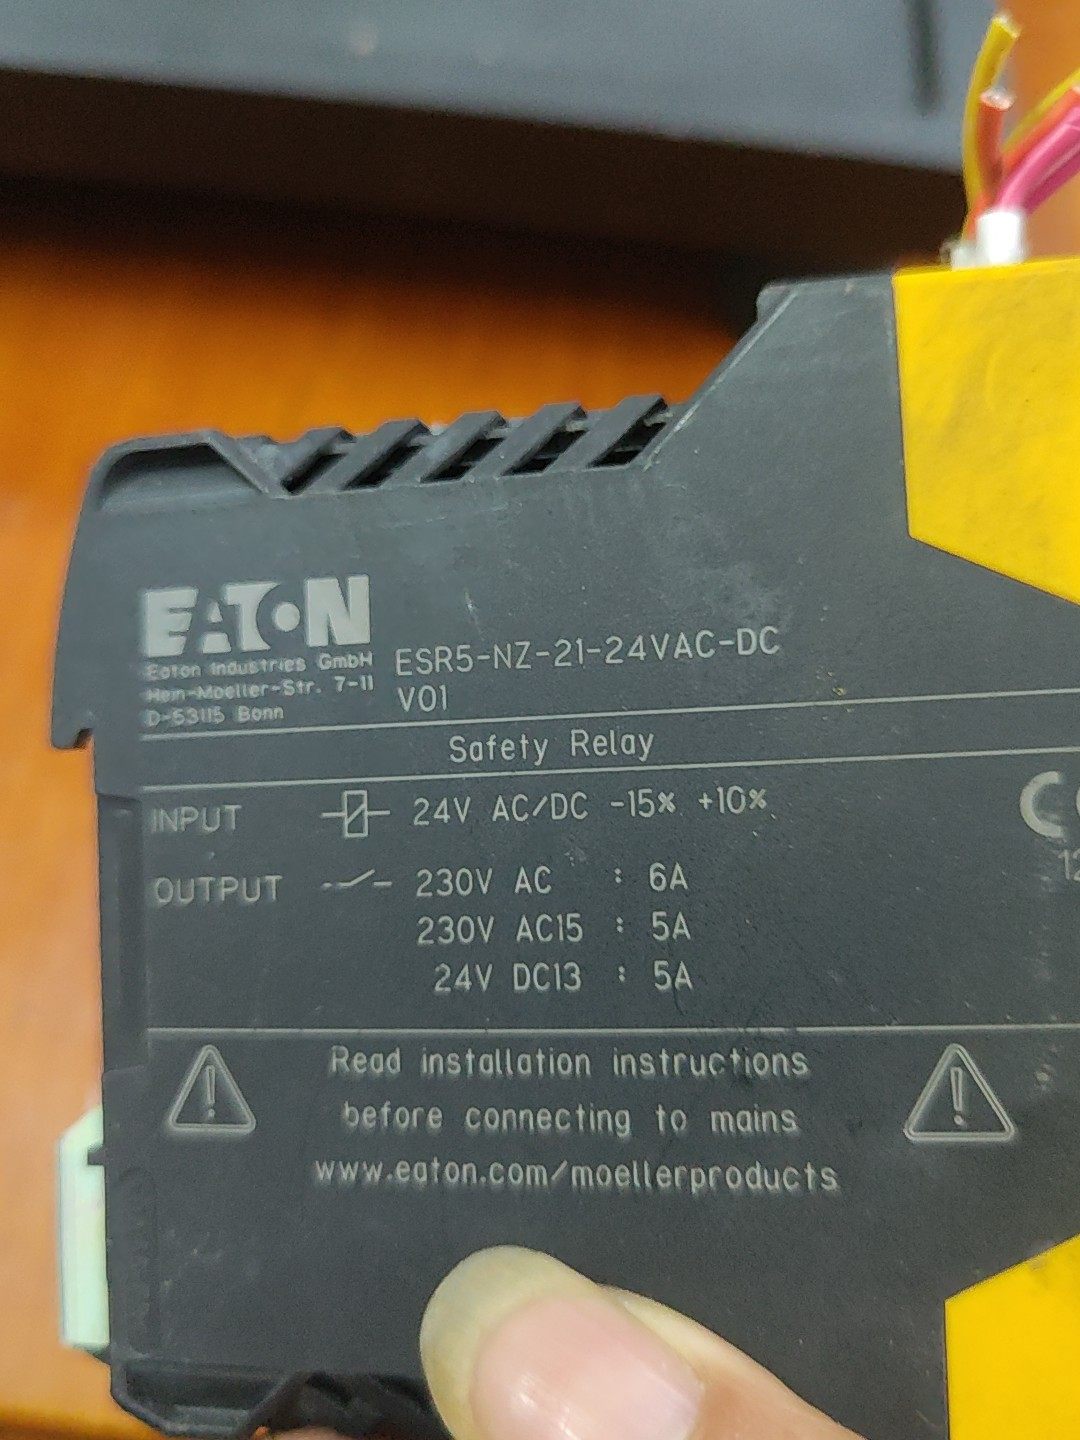 EATON
Eaton Industries GmbH
Hein-Moeller-Str. 7-11
D-53115 Bonn
ESR5-NZ-21-24VAC-DC
V01
Safety Relay
INPUT 24V AC/DC -15% +10%
OUTPUT 230V AC : 6A
230V AC15 : 5A
24V DC13 : 5A
Read installation instructions
before connecting to mains
www.eaton.com/moellerproducts